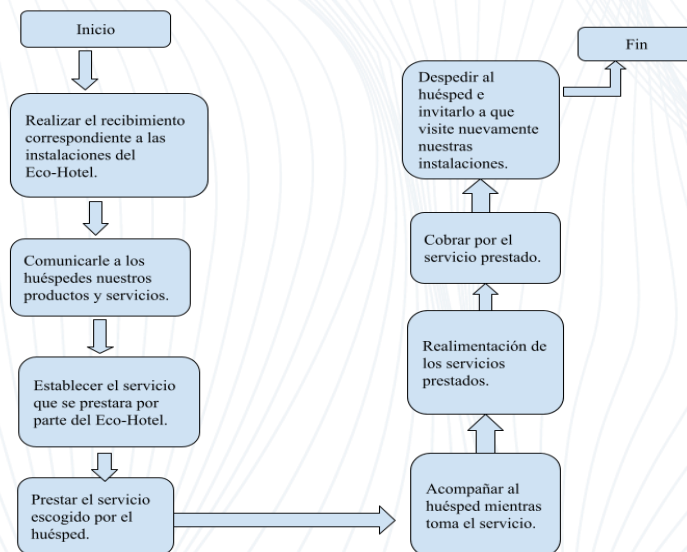 Inicio
Realizar el recibimiento
correspondiente a las
instalaciones del
Eco-Hotel.
Comunicarle a los
huéspedes nuestros
productos y servicios.
Establecer el servicio
que se prestara por
parte del Eco-Hotel.
Prestar el servicio
escogido por el
huésped.
Acompañar al
huésped mientras
toma el servicio.
Realimentación de
los servicios
prestados.
Cobrar por el
servicio prestado.
Despedir al
huésped e
invitarlo a que
visite nuevamente
nuestras
instalaciones.
Fin